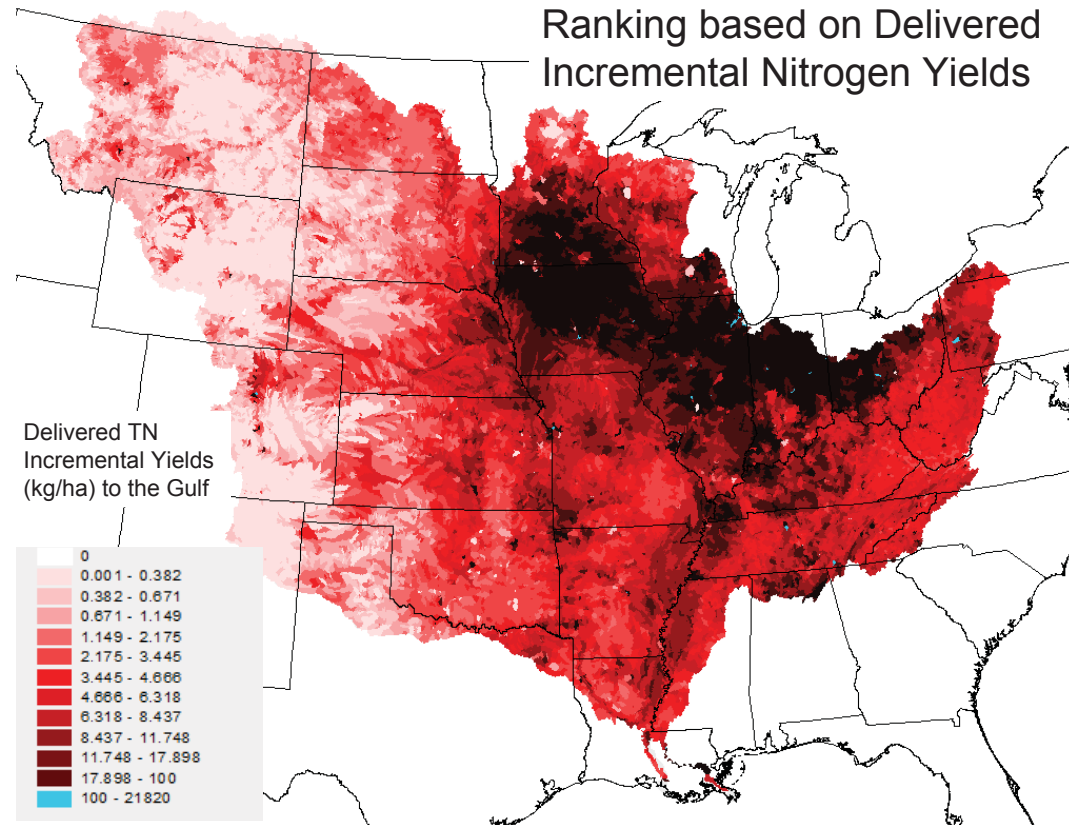 Ranking based on Delivered
Incremental Nitrogen Yields
Delivered TN
Incremental Yields
(kg/ha) to the Gulf
0
0.001 - 0.382
0.382 - 0.671
0.671 - 1.149
1.149 - 2.175
2.175 - 3.445
3.445 - 4.666
4.666 - 6.318
6.318 - 8.437
8.437 - 11.748
11.748 - 17.898
17.898 - 100
100 - 21820